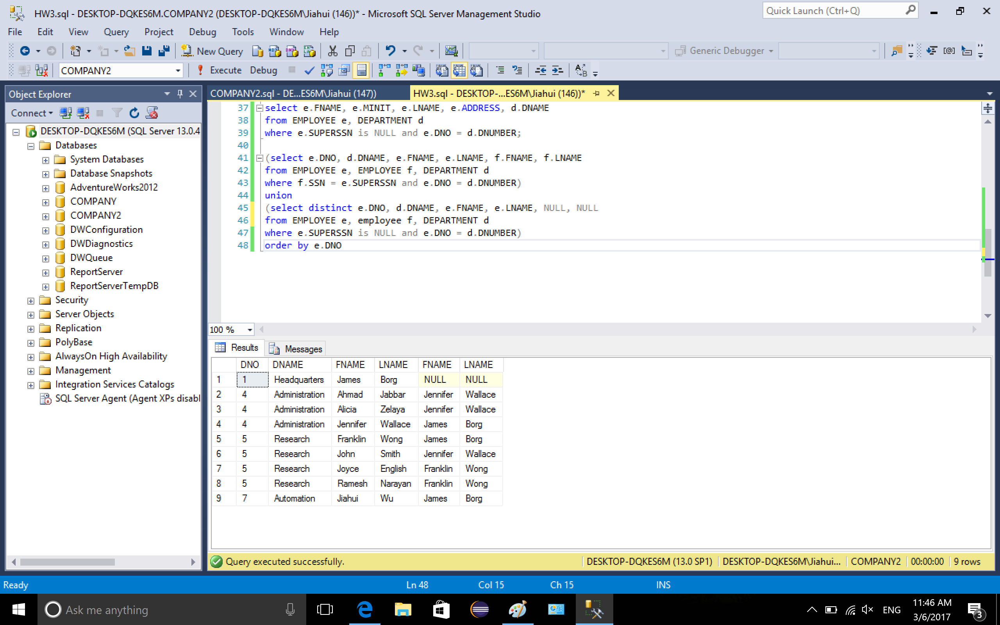 HW3.sql - DESKTOP-DQKES6M.COMPANY2 (DESKTOP-DQKES6M\Jiahui (146))* - Microsoft SQL Server Management Studio
Quick Launch (Ctrl+Q)
File Edit View Query Project Debug Tools Window Help
New Query
Generic Debugger
COMPANY2
Execute Debug
Object Explorer
Connect
DESKTOP-DQKES6M (SQL Server 13.0.4
Databases
System Databases
Database Snapshots
AdventureWorks2012
COMPANY
COMPANY2
DWConfiguration
DWDiagnostics
DWQueue
ReportServer
ReportServerTempDB
Security
Server Objects
Replication
PolyBase
AlwaysOn High Availability
Management
Integration Services Catalogs
SQL Server Agent (Agent XPs disabl
COMPANY2.sql - DE...ES6M\Jiahui (147))
HW3.sql - DESKTOP-...ES6M\Jiahui (146))*
37 select e.FNAME, e.MINIT, e.LNAME, e.ADDRESS, d.DNAME
38 from EMPLOYEE e, DEPARTMENT d
39 where e.SUPERSSN is NULL and e.DNO = d.DNUMBER;
40
41 (select e.DNO, d.DNAME, e.FNAME, e.LNAME, f.FNAME, f.LNAME
42 from EMPLOYEE e, EMPLOYEE f, DEPARTMENT d
43 where f.SSN = e.SUPERSSN and e.DNO = d.DNUMBER)
44 union
45 (select distinct e.DNO, d.DNAME, e.FNAME, e.LNAME, NULL, NULL
46 from EMPLOYEE e, employee f, DEPARTMENT d
47 where e.SUPERSSN is NULL and e.DNO = d.DNUMBER)
48 order by e.DNO
100 %
Results Messages
DNO DNAME FNAME LNAME FNAME LNAME
1 1 Headquarters James Borg NULL NULL
2 4 Administration Ahmad Jabbar Jennifer Wallace
3 4 Administration Alicia Zelaya Jennifer Wallace
4 4 Administration Jennifer Wallace James Borg
5 5 Research Franklin Wong James Borg
6 5 Research John Smith Jennifer Wallace
7 5 Research Joyce English Franklin Wong
8 5 Research Ramesh Narayan Franklin Wong
9 7 Automation Jiahui Wu James Borg
Query executed successfully.
DESKTOP-DQKES6M (13.0 SP1) DESKTOP-DQKES6M\Jiahui... COMPANY2 00:00:00 9 rows
Ready Ln 48 Col 15 Ch 15 INS
Ask me anything
ENG
11:46 AM
3/6/2017
3